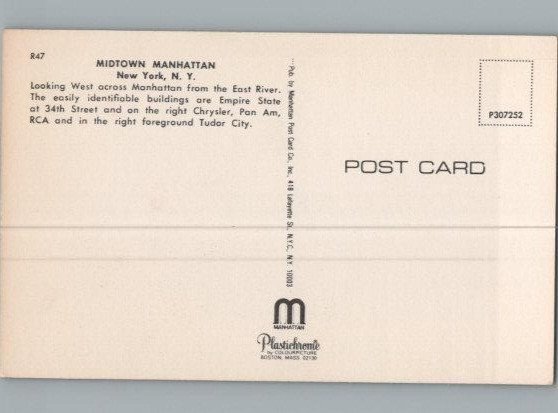 R47
MIDTOWN MANHATTAN
New York, N. Y.
Looking West across Manhattan from the East River.
The easily identifiable buildings are Empire State
at 34th Street and on the right Chrysler, Pan Am,
RCA and in the right foreground Tudor City.
Pub. by Manhattan Post Card Co., Inc., 418 Lafayette St., N.Y.C., N.Y. 10003
P307252
POST CARD
m
MANHATTAN
Plastichrome
by COLOURPICTURE
BOSTON, MASS. 02130